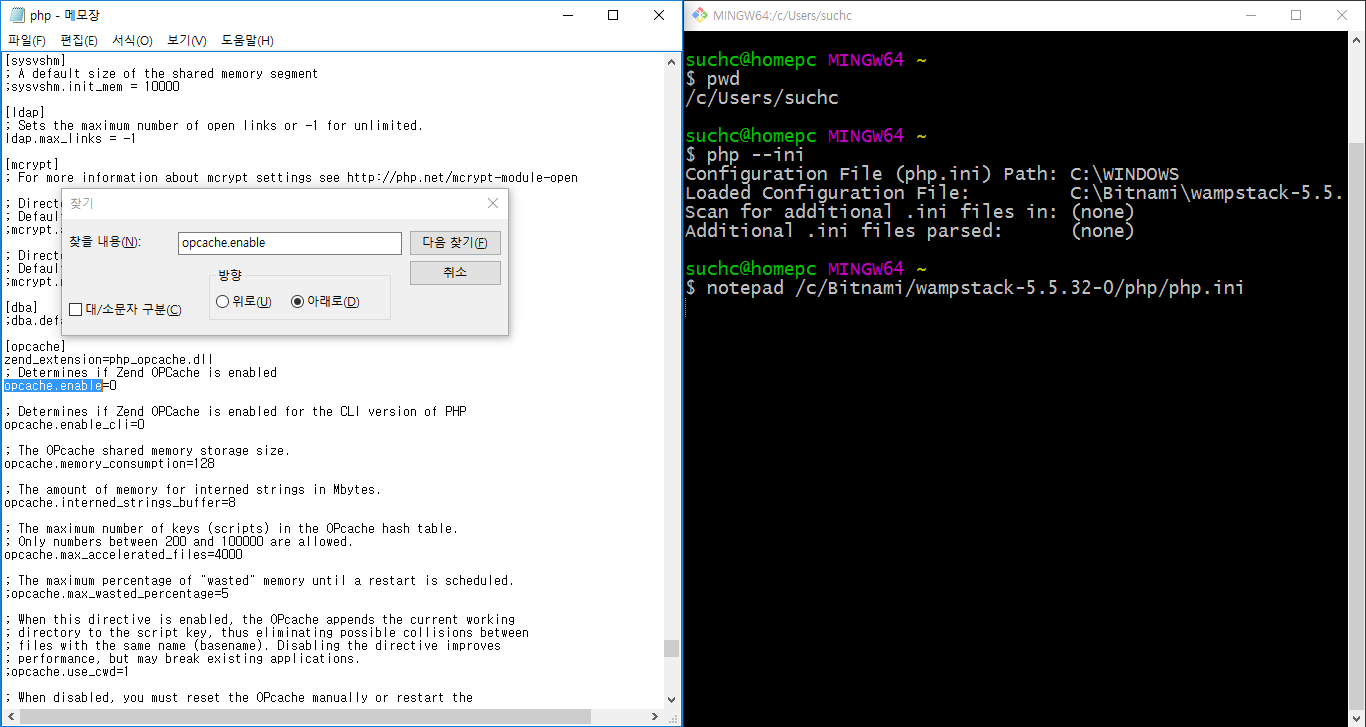 php - 메모장
파일(F) 편집(E) 서식(O) 보기(V) 도움말(H)
[sysvshm]
; A default size of the shared memory segment
;sysvshm.init_mem = 10000
[ldap]
; Sets the maximum number of open links or -1 for unlimited.
ldap.max_links = -1
[mcrypt]
; For more information about mcrypt settings see http://php.net/mcrypt-module-open
; Direct
; Default
;mcrypt.
; Direct
; Default
;mcrypt.
[dba]
;dba.def
찾기
찾을 내용(N):
opcache.enable
다음 찾기(F)
취소
방향
위로(U) 아래로(D)
대/소문자 구분(C)
[opcache]
zend_extension=php_opcache.dll
; Determines if Zend OPCache is enabled
opcache.enable=0
; Determines if Zend OPCache is enabled for the CLI version of PHP
opcache.enable_cli=0
; The OPcache shared memory storage size.
opcache.memory_consumption=128
; The amount of memory for interned strings in Mbytes.
opcache.interned_strings_buffer=8
; The maximum number of keys (scripts) in the OPcache hash table.
; Only numbers between 200 and 100000 are allowed.
opcache.max_accelerated_files=4000
; The maximum percentage of "wasted" memory until a restart is scheduled.
;opcache.max_wasted_percentage=5
; When this directive is enabled, the OPcache appends the current working
; directory to the script key, thus eliminating possible collisions between
; files with the same name (basename). Disabling the directive improves
; performance, but may break existing applications.
;opcache.use_cwd=1
; When disabled, you must reset the OPcache manually or restart the
MINGW64:/c/Users/suchc
suchc@homepc MINGW64 ~
$ pwd
/c/Users/suchc
suchc@homepc MINGW64 ~
$ php --ini
Configuration File (php.ini) Path: C:\WINDOWS
Loaded Configuration File: C:\Bitnami\wampstack-5.5.
Scan for additional .ini files in: (none)
Additional .ini files parsed: (none)
suchc@homepc MINGW64 ~
$ notepad /c/Bitnami/wampstack-5.5.32-0/php/php.ini